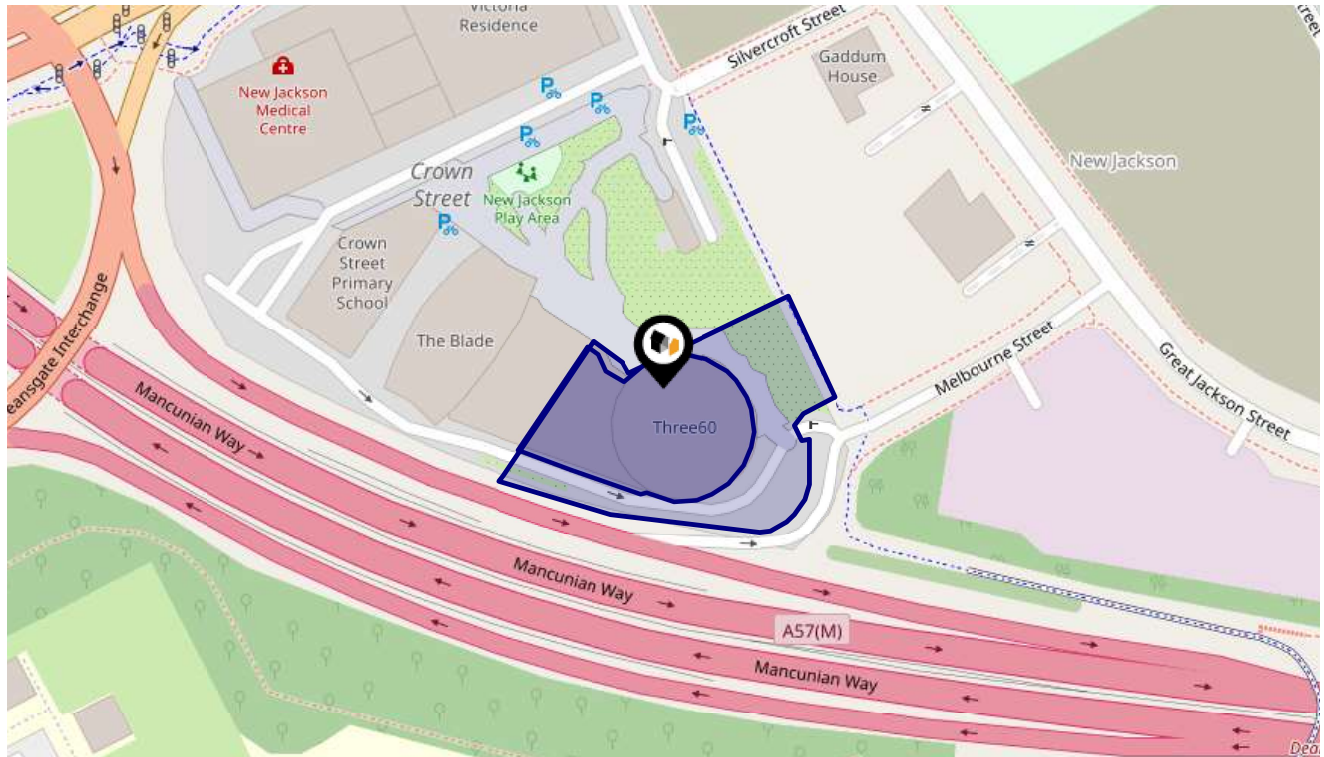 Victoria
Residence
Silvercroft Street
Gaddum
House
New Jackson
Medical
Centre
New Jackson
Crown
Street
New Jackson
Play Area
Crown
Street
Primary
School
The Blade
eansgate Interchange
Mancunian Way
Three60
Melbourne Street
Great Jackson Street
Mancunian Way
A57(M)
Mancunian Way
Dea